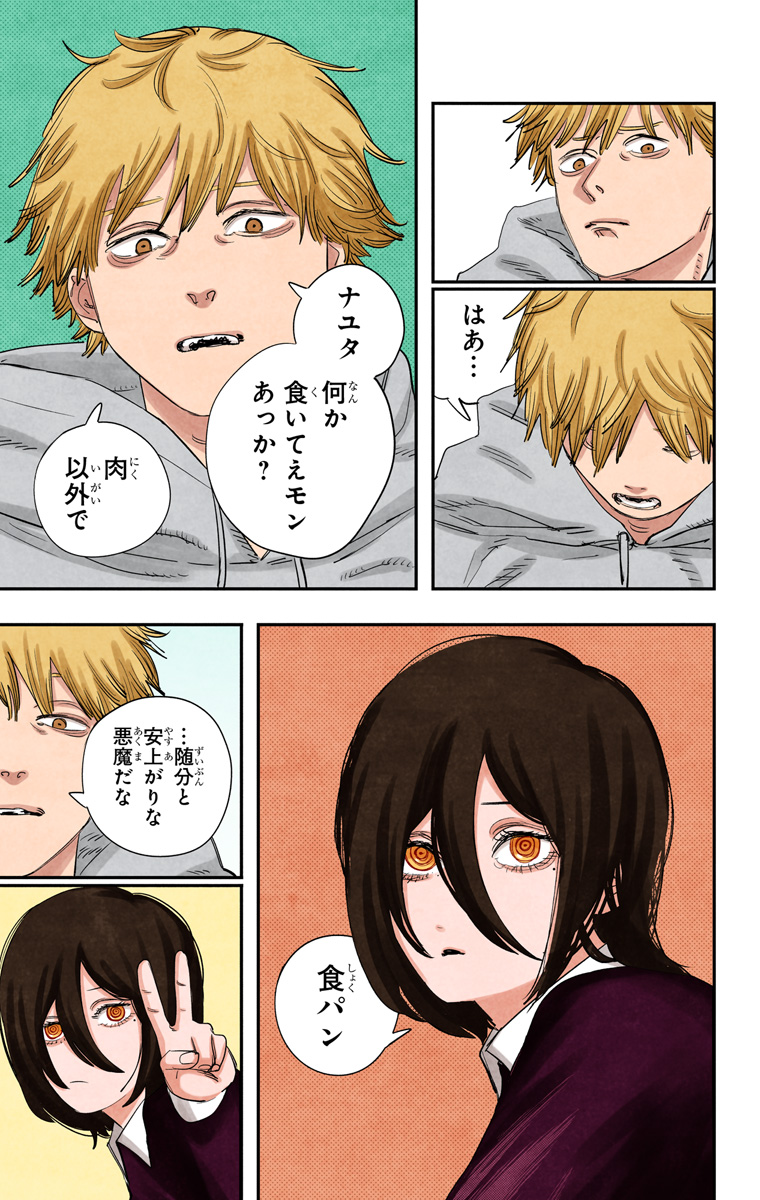 はあ…
ナユタ
何か
食いてえモン
あっか？
肉
以外で
食パン
…随分と
安上がりな
悪魔だな